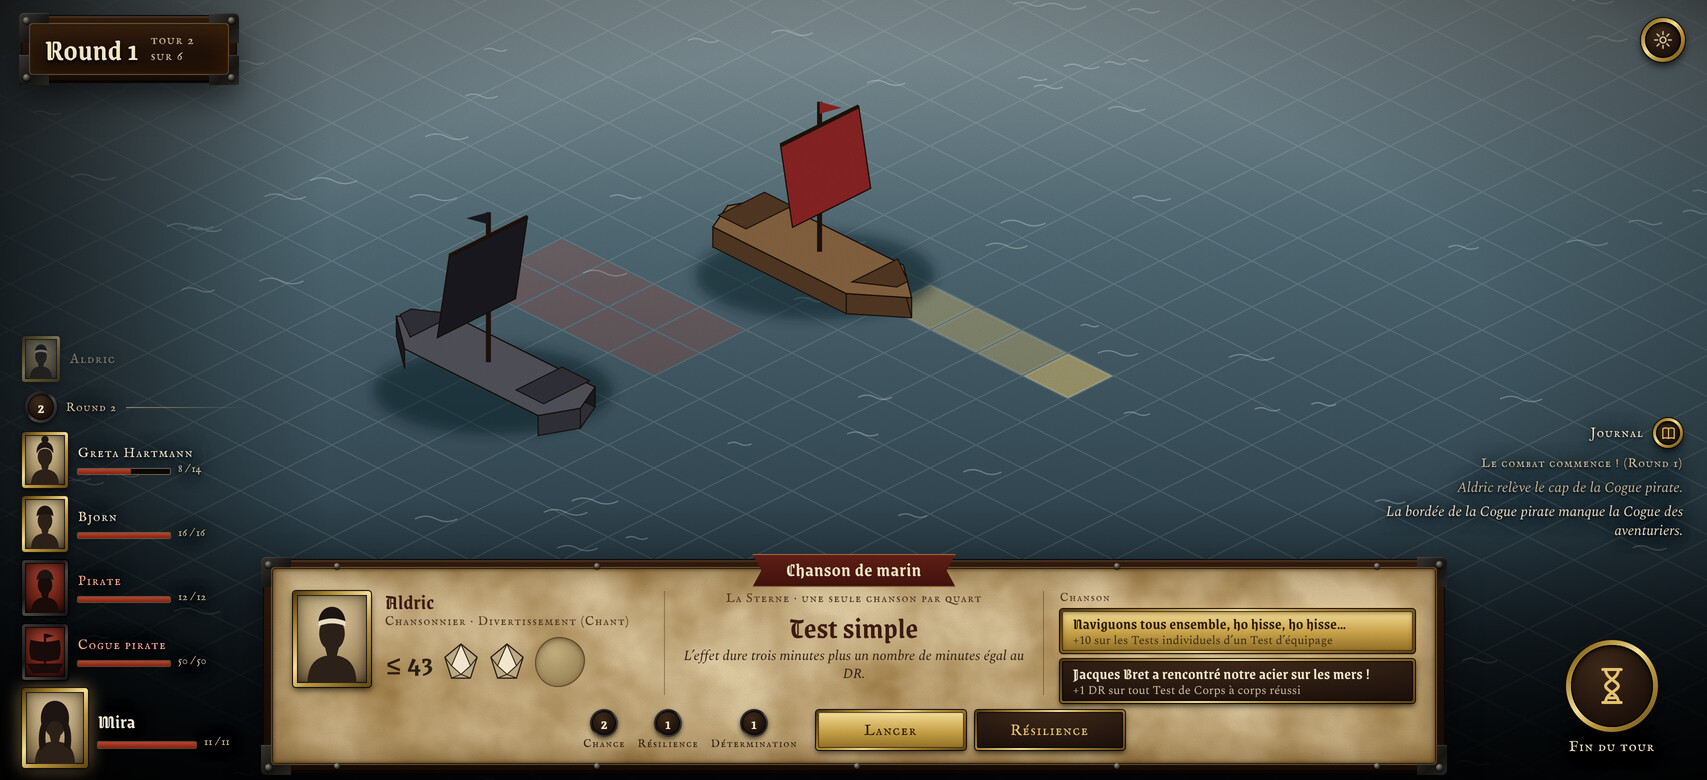 Round 1
TOUR 2
SUR 6
ALDRIC
2 ROUND 2
GRETA HARTMANN
8/14
BJORN
16/16
PIRATE
12/12
COGUE PIRATE
50/50
Mira
11/11
JOURNAL
LE COMBAT COMMENCE ! (ROUND 1)
Aldric relève le cap de la Cogue pirate.
La bordée de la Cogue pirate manque la Cogue des
aventuriers.
Chanson de marin
Aldric
CHANSONNIER · DIVERTISSEMENT (CHANT)
≤ 43
LA STERNE · UNE SEULE CHANSON PAR QUART
Test simple
L'effet dure trois minutes plus un nombre de minutes égal au
DR.
CHANSON
Naviguons tous ensemble, ho hisse, ho hisse…
+10 sur les Tests individuels d'un Test d'équipage
Jacques Bret a rencontré notre acier sur les mers !
+1 DR sur tout Test de Corps à corps réussi
2 1 1
CHANCE RÉSILIENCE DÉTERMINATION
LANCER
RÉSILIENCE
FIN DU TOUR